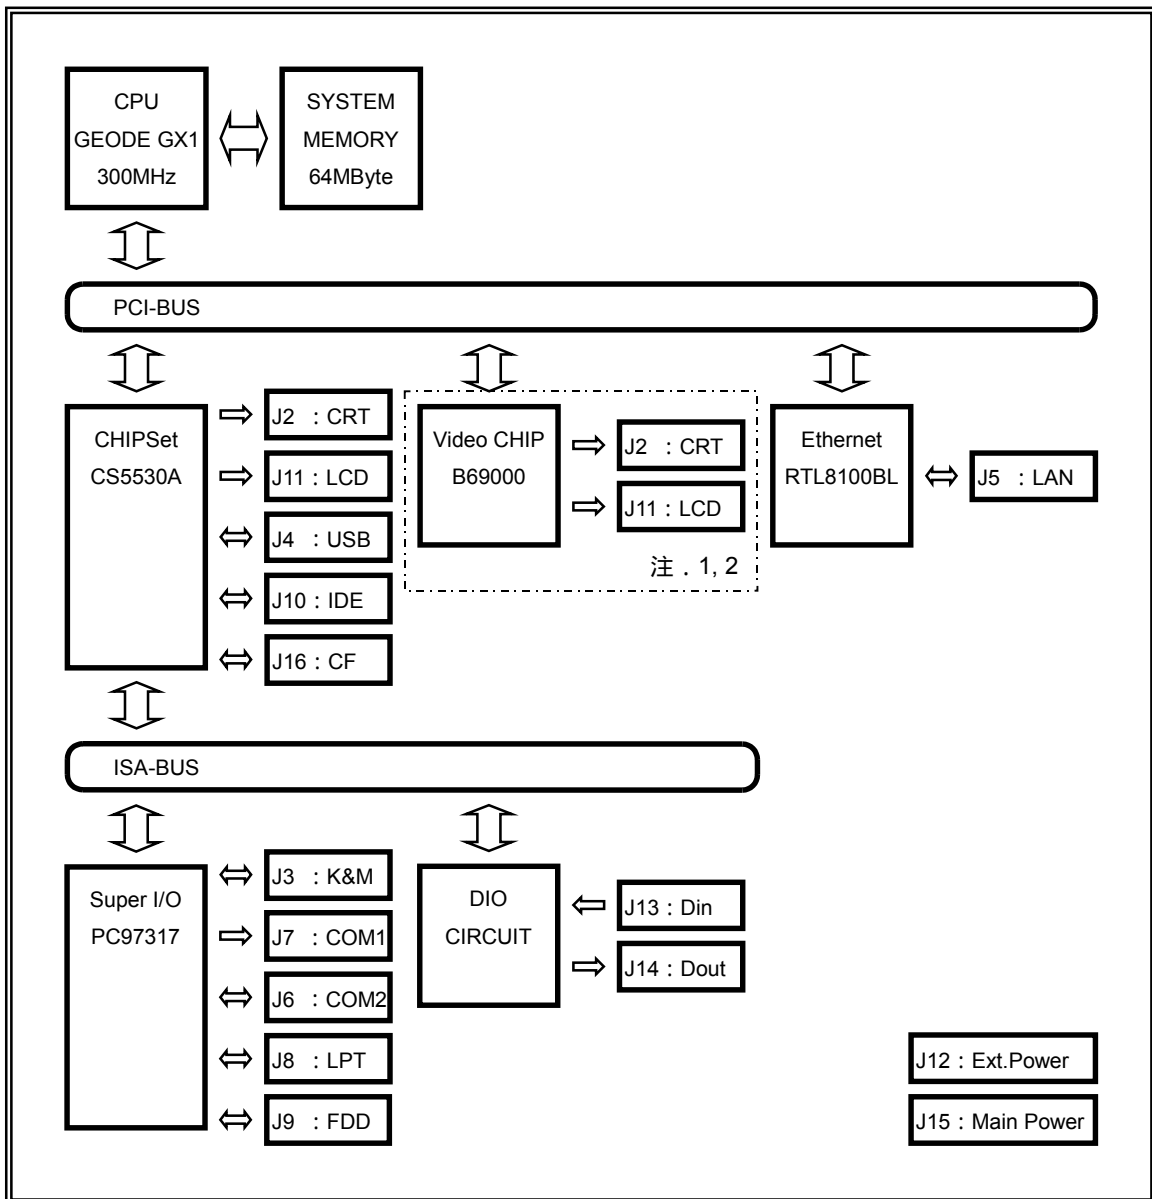 CPU
GEODE GX1
300MHz
SYSTEM
MEMORY
64MByte
PCI-BUS
CHIPSet
CS5530A
J2 : CRT
J11 : LCD
J4 : USB
J10 : IDE
J16 : CF
Video CHIP
B69000
J2 : CRT
J11 : LCD
注 . 1, 2
Ethernet
RTL8100BL
J5 : LAN
ISA-BUS
Super I/O
PC97317
J3 : K&M
J7 : COM1
J6 : COM2
J8 : LPT
J9 : FDD
DIO
CIRCUIT
J13 : Din
J14 : Dout
J12 : Ext.Power
J15 : Main Power